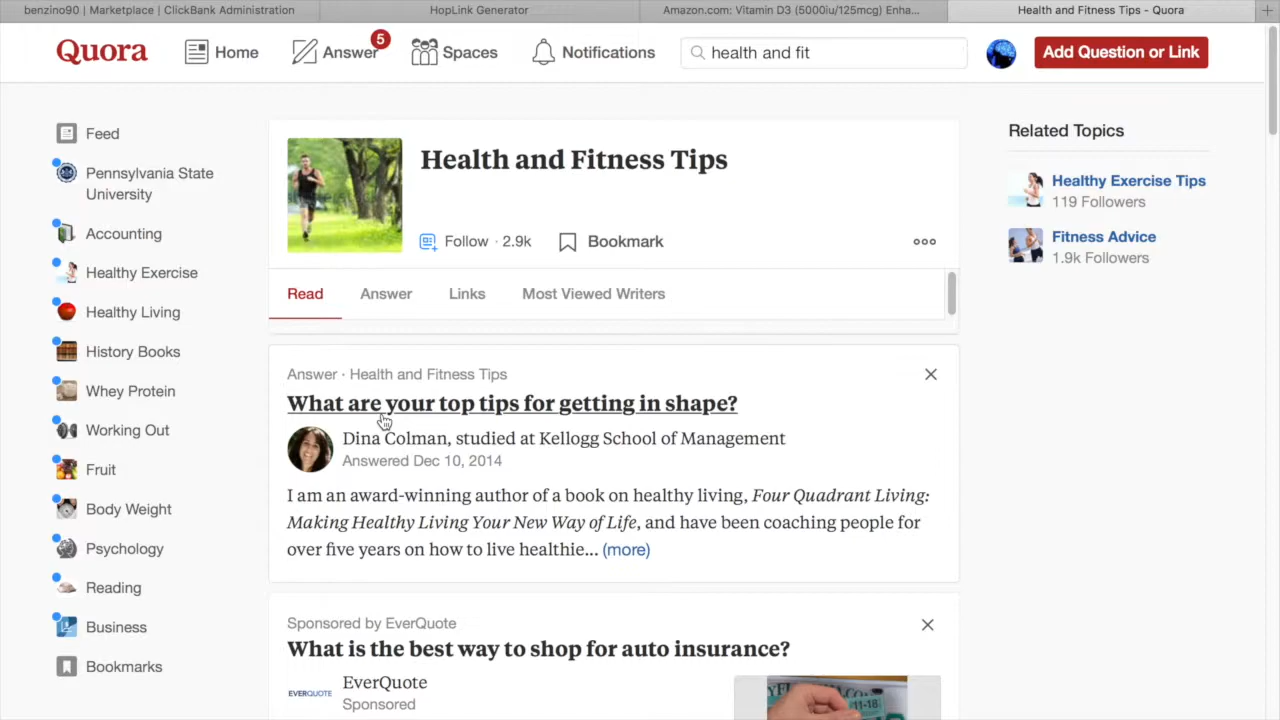 benzino90 | Marketplace | ClickBank Administration
HopLink Generator
Amazon.com: Vitamin D3 (5000iu/125mcg) Enha...
Health and Fitness Tips - Quora
Quora
Home
Answer
5
Spaces
Notifications
health and fit
Add Question or Link
Feed
Pennsylvania State
University
Accounting
Healthy Exercise
Healthy Living
History Books
Whey Protein
Working Out
Fruit
Body Weight
Psychology
Reading
Business
Bookmarks
Health and Fitness Tips
Follow · 2.9k
Bookmark
Read
Answer
Links
Most Viewed Writers
Answer · Health and Fitness Tips
What are your top tips for getting in shape?
Dina Colman, studied at Kellogg School of Management
Answered Dec 10, 2014
I am an award-winning author of a book on healthy living, Four Quadrant Living:
Making Healthy Living Your New Way of Life, and have been coaching people for
over five years on how to live healthie... (more)
Sponsored by EverQuote
What is the best way to shop for auto insurance?
EVERQUOTE
EverQuote
Sponsored
11-16
Related Topics
Healthy Exercise Tips
119 Followers
Fitness Advice
1.9k Followers